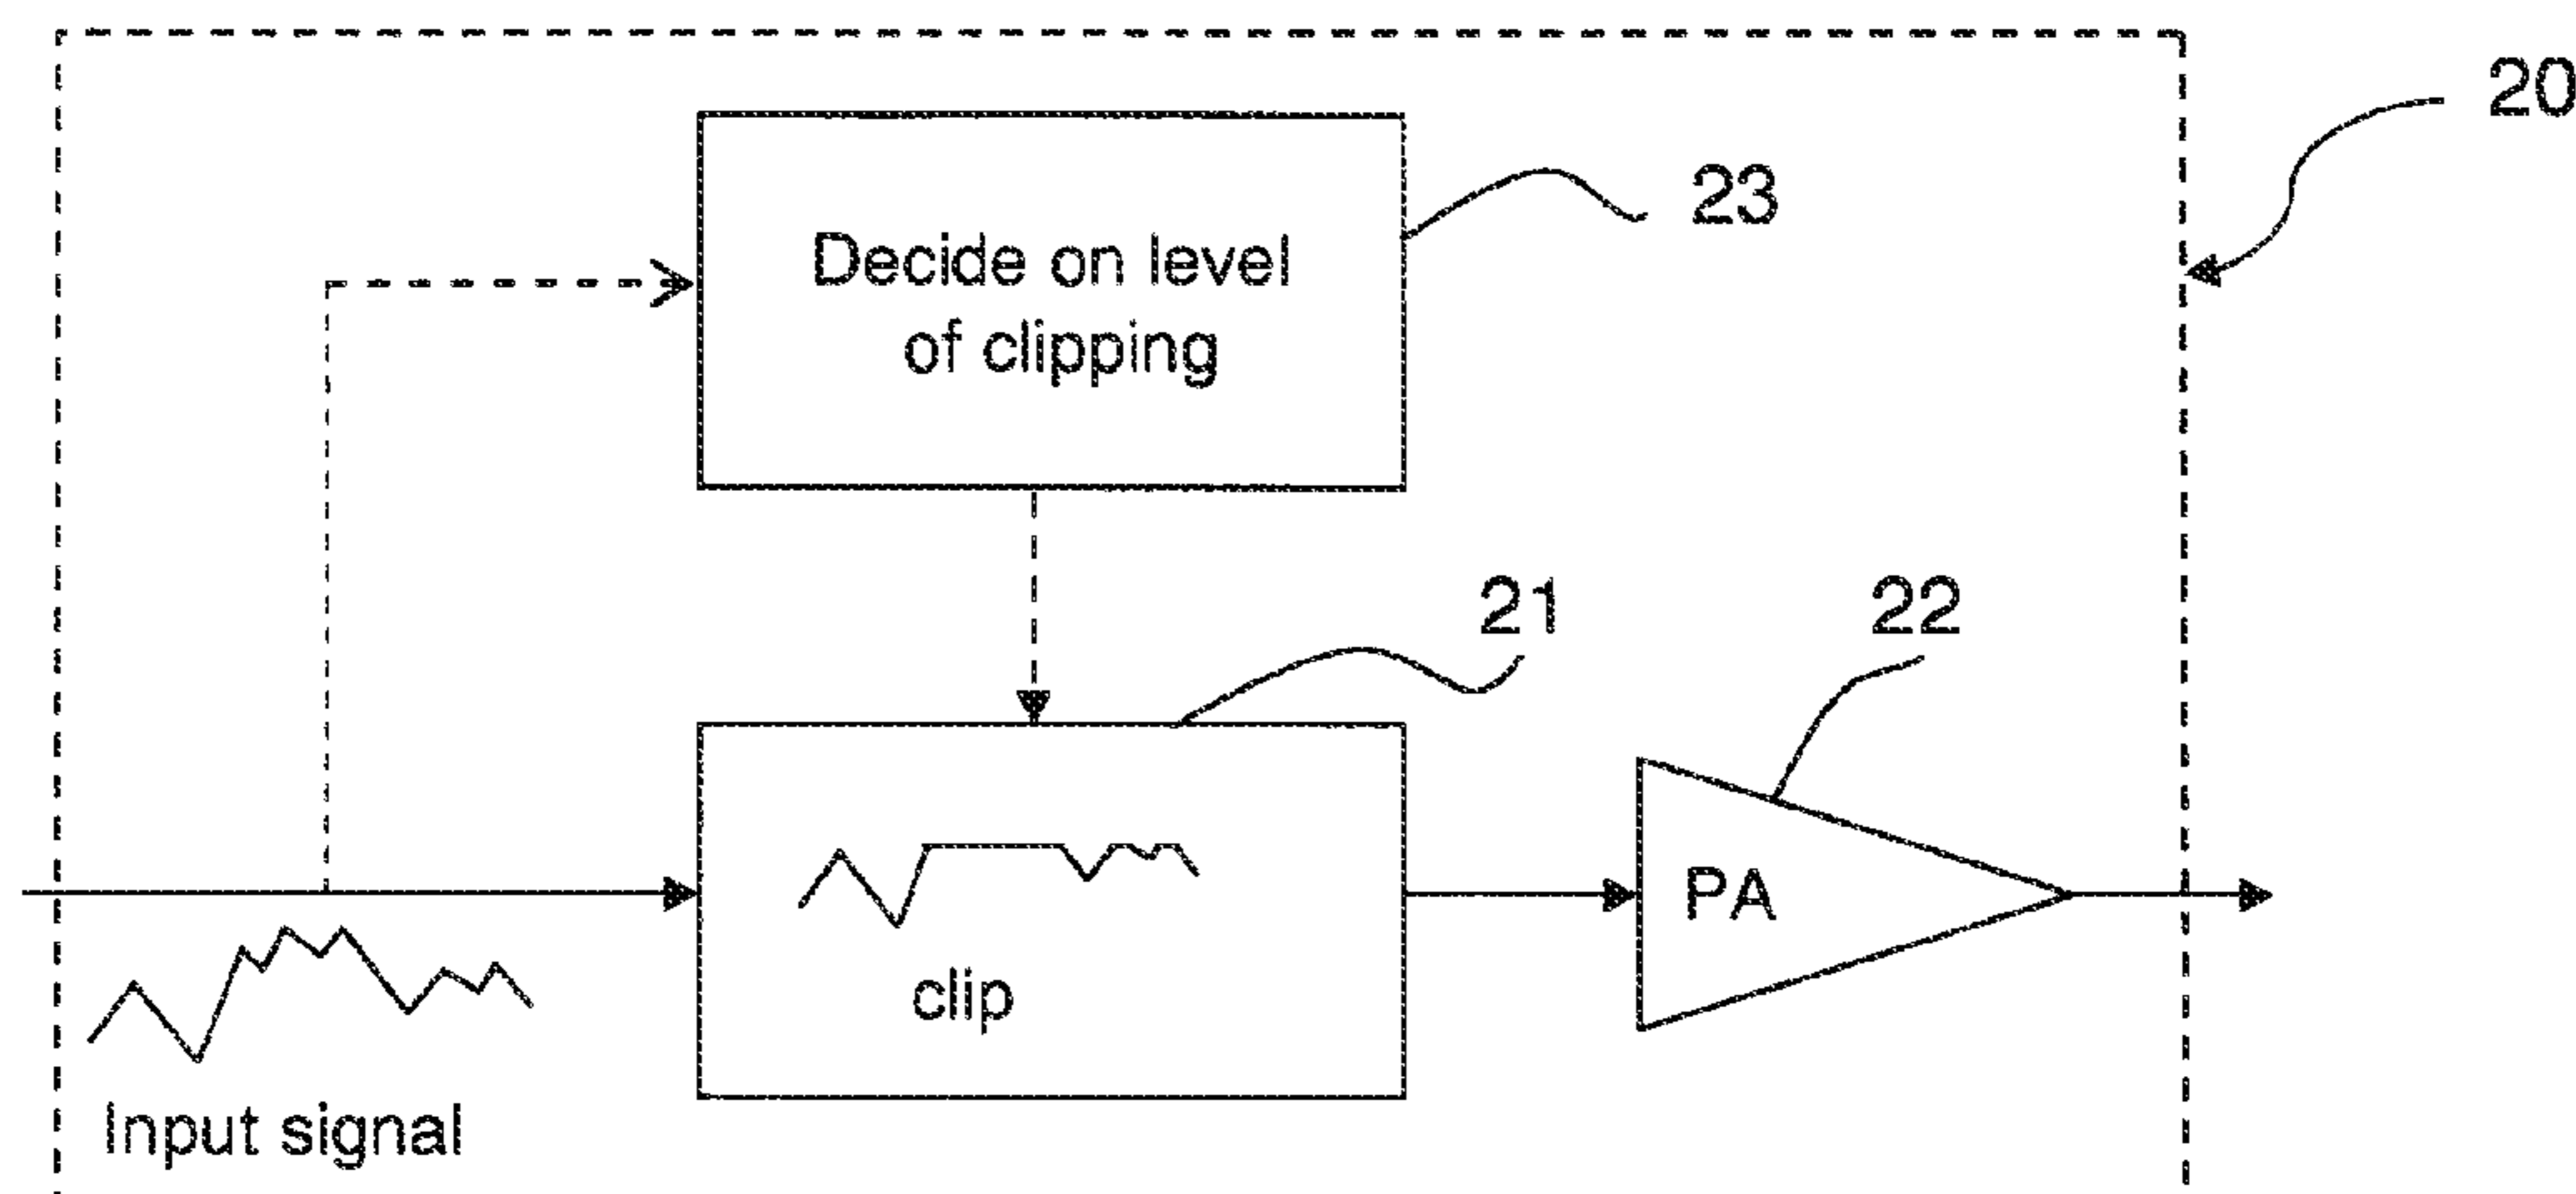 20
23
Decide on level
of clipping
21
22
PA
clip
Input signal